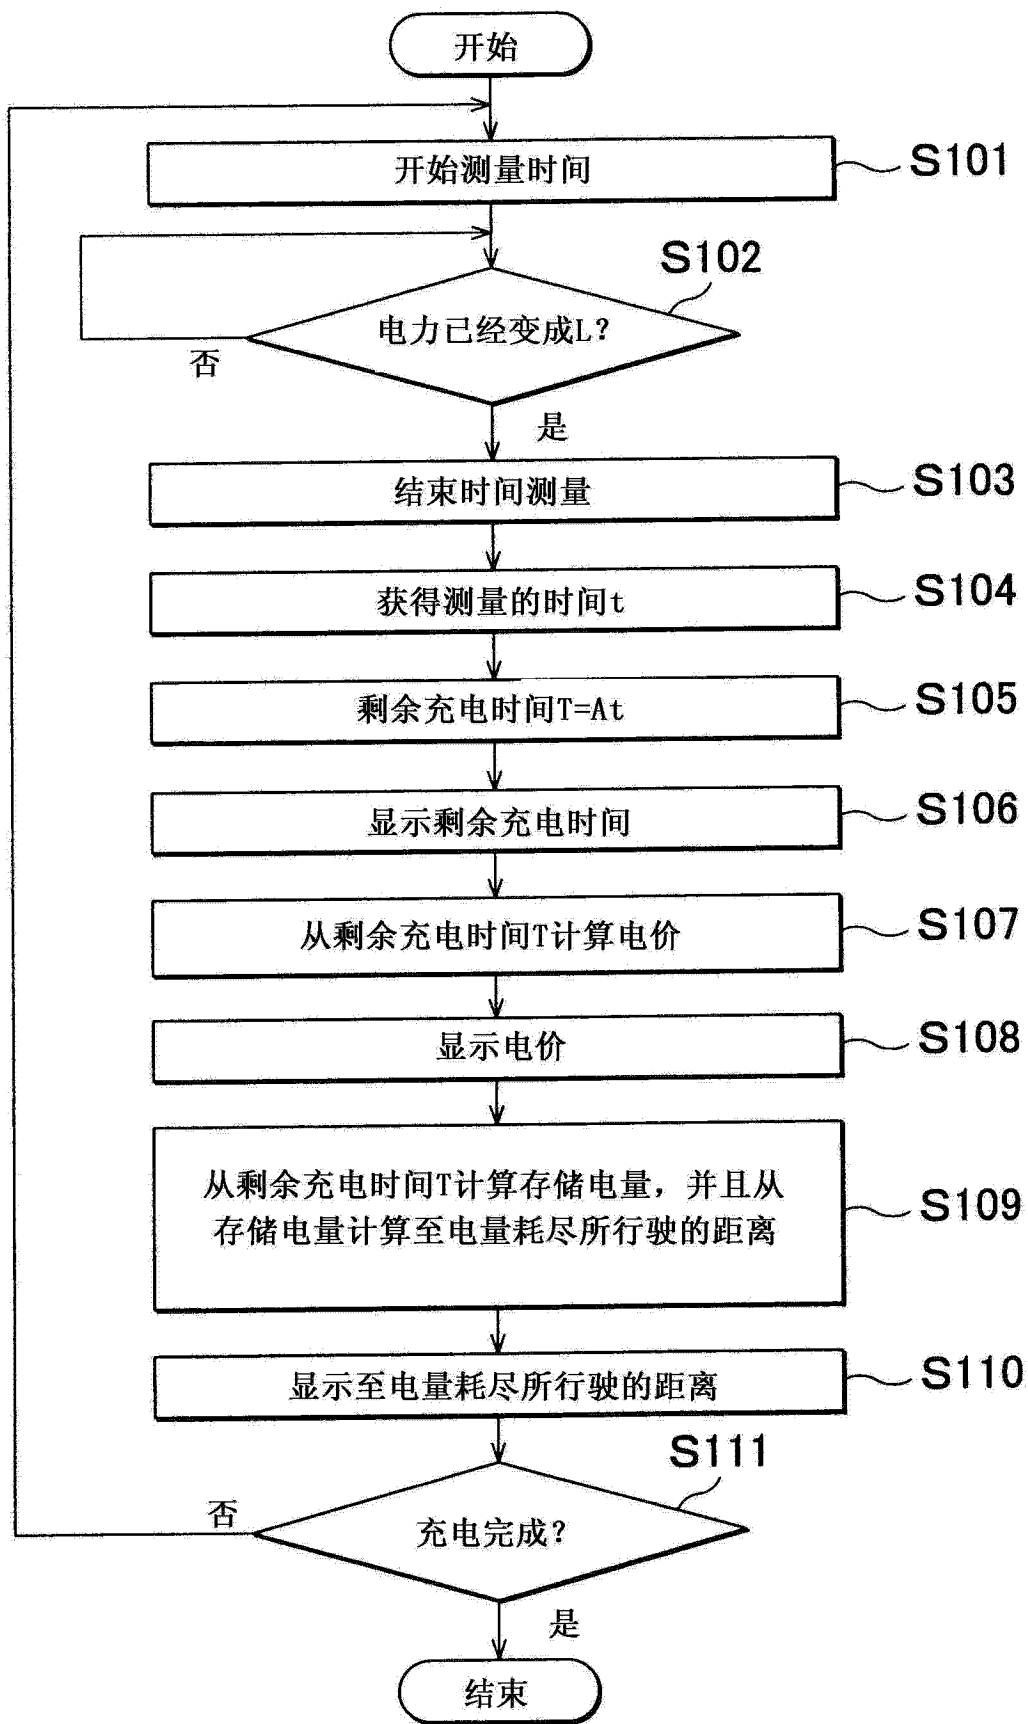 开始
开始测量时间
S101
S102
电力已经变成L?
否
是
结束时间测量
S103
获得测量的时间t
S104
剩余充电时间T=At
S105
显示剩余充电时间
S106
从剩余充电时间T计算电价
S107
显示电价
S108
从剩余充电时间T计算存储电量，并且从
存储电量计算至电量耗尽所行驶的距离
S109
显示至电量耗尽所行驶的距离
S110
S111
充电完成?
否
是
结束